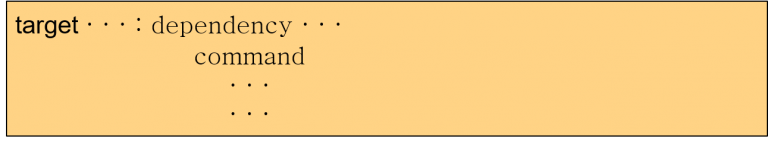 target · · · : dependency · · ·
command
· · ·
· · ·